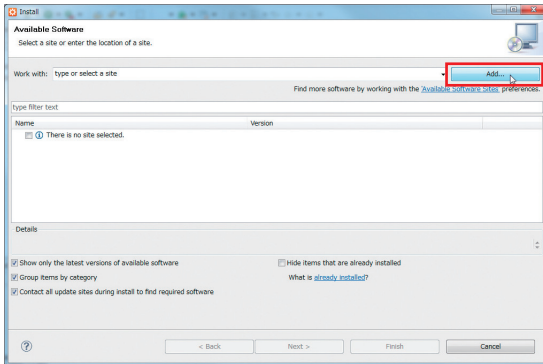 Install
Available Software
Select a site or enter the location of a site.
Work with: type or select a site Add...
Find more software by working with the 'Available Software Sites' preferences.
type filter text
Name Version
There is no site selected.
Details
Show only the latest versions of available software Hide items that are already installed
Group items by category What is already installed?
Contact all update sites during install to find required software
< Back Next > Finish Cancel